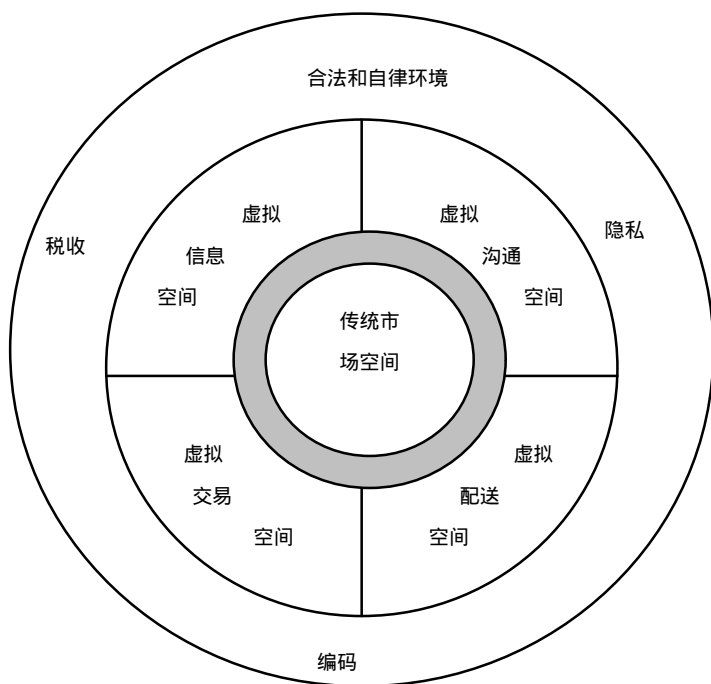 合法和自律环境
税收
隐私
虚拟
信息
空间
虚拟
沟通
空间
传统市
场空间
虚拟
交易
空间
虚拟
配送
空间
编码